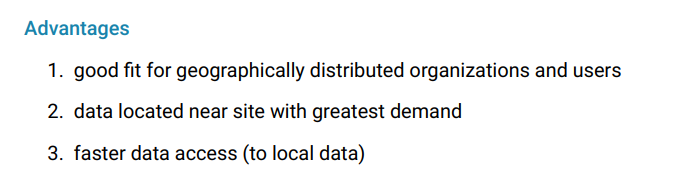 Advantages
1. good fit for geographically distributed organizations and users
2. data located near site with greatest demand
3. faster data access (to local data)